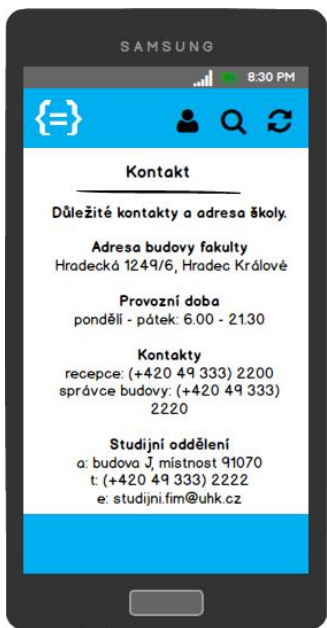 SAMSUNG
8:30 PM
{=}
Kontakt
Důležité kontakty a adresa školy.
Adresa budovy fakulty
Hradecká 1249/6, Hradec Králové
Provozní doba
pondělí - pátek: 6.00 - 21.30
Kontakty
recepce: (+420 49 333) 2200
správce budovy: (+420 49 333)
2220
Studijní oddělení
a: budova J, místnost 91070
t: (+420 49 333) 2222
e: studijni.fim@uhk.cz